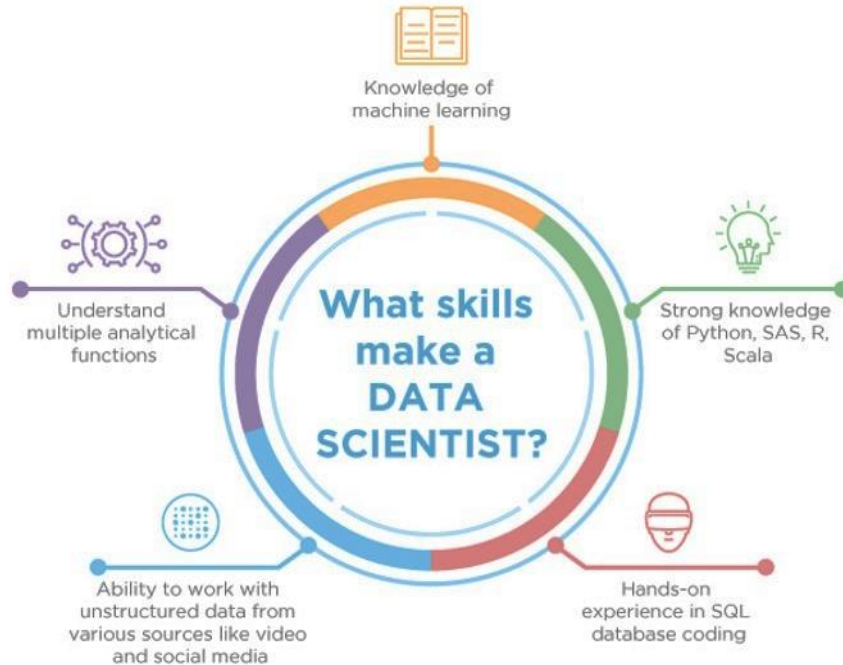 Knowledge of
machine learning
Understand
multiple analytical
functions
What skills
make a
DATA
SCIENTIST?
Strong knowledge
of Python, SAS, R,
Scala
Ability to work with
unstructured data from
various sources like video
and social media
Hands-on
experience in SQL
database coding